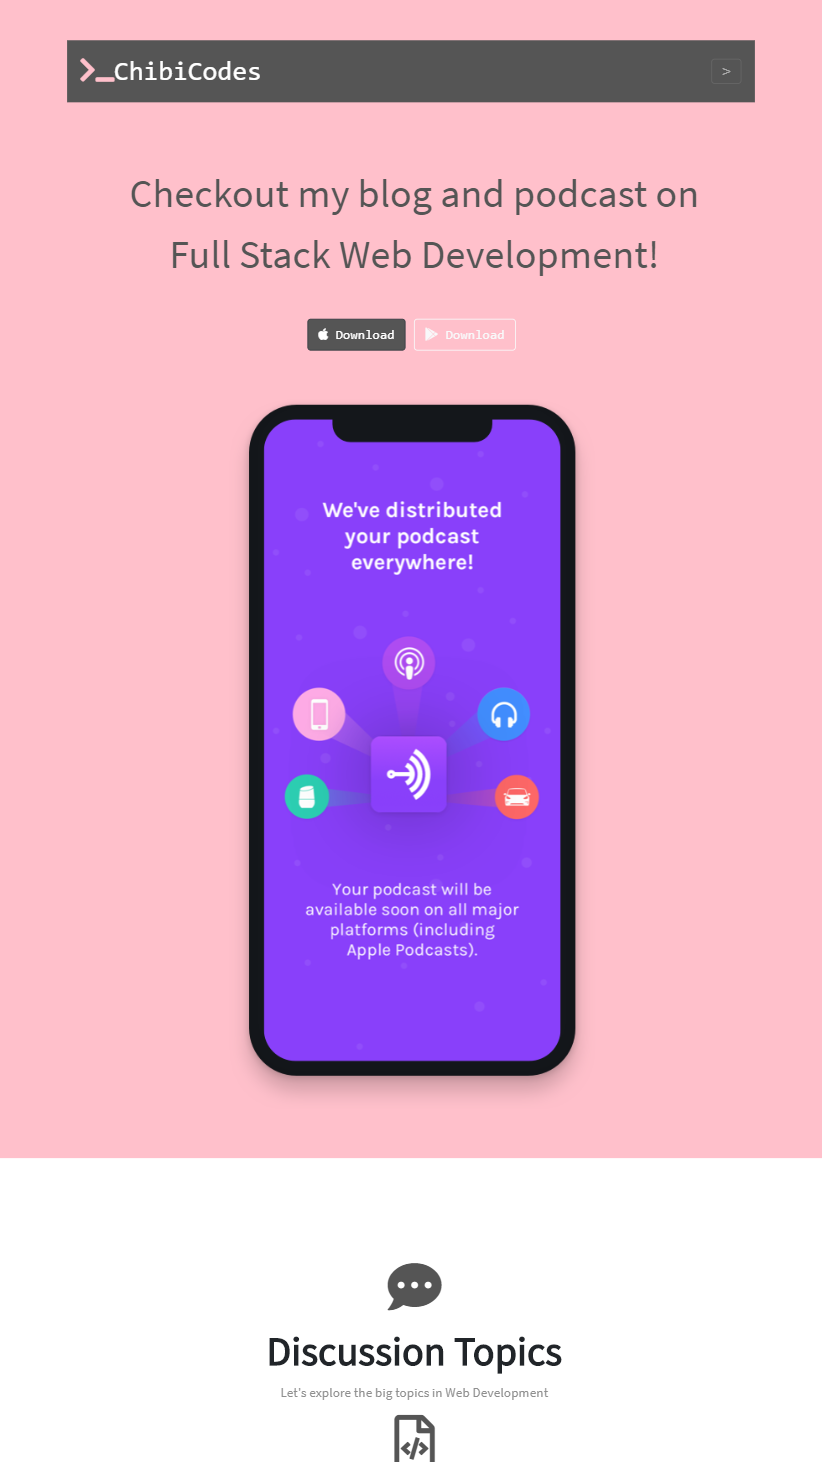 >_ChibiCodes
>
Checkout my blog and podcast on
Full Stack Web Development!
Download
Download
We've distributed
your podcast
everywhere!
Your podcast will be
available soon on all major
platforms (including
Apple Podcasts).
Discussion Topics
Let's explore the big topics in Web Development